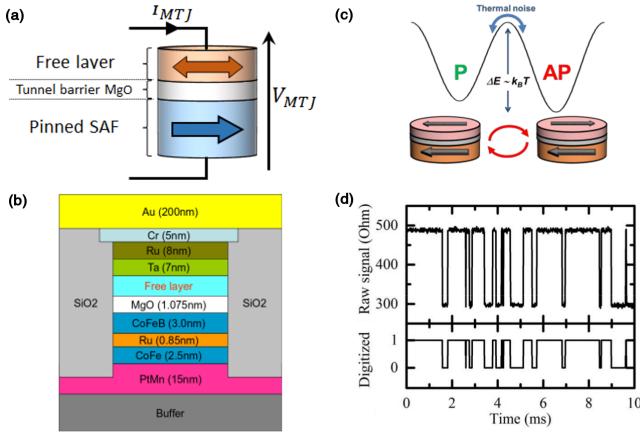 (a)
I_MTJ
Free layer
Tunnel barrier MgO
Pinned SAF
V_MTJ
(b)
Au (200nm)
Cr (5nm)
Ru (8nm)
Ta (7nm)
Free layer
SiO2
MgO (1.075nm)
SiO2
CoFeB (3.0nm)
Ru (0.85nm)
CoFe (2.5nm)
PtMn (15nm)
Buffer
(c)
Thermal noise
P
AP
ΔE ~ k_BT
(d)
Raw signal (Ohm)
500
400
300
Digitized
1
0
0 2 4 6 8 10
Time (ms)